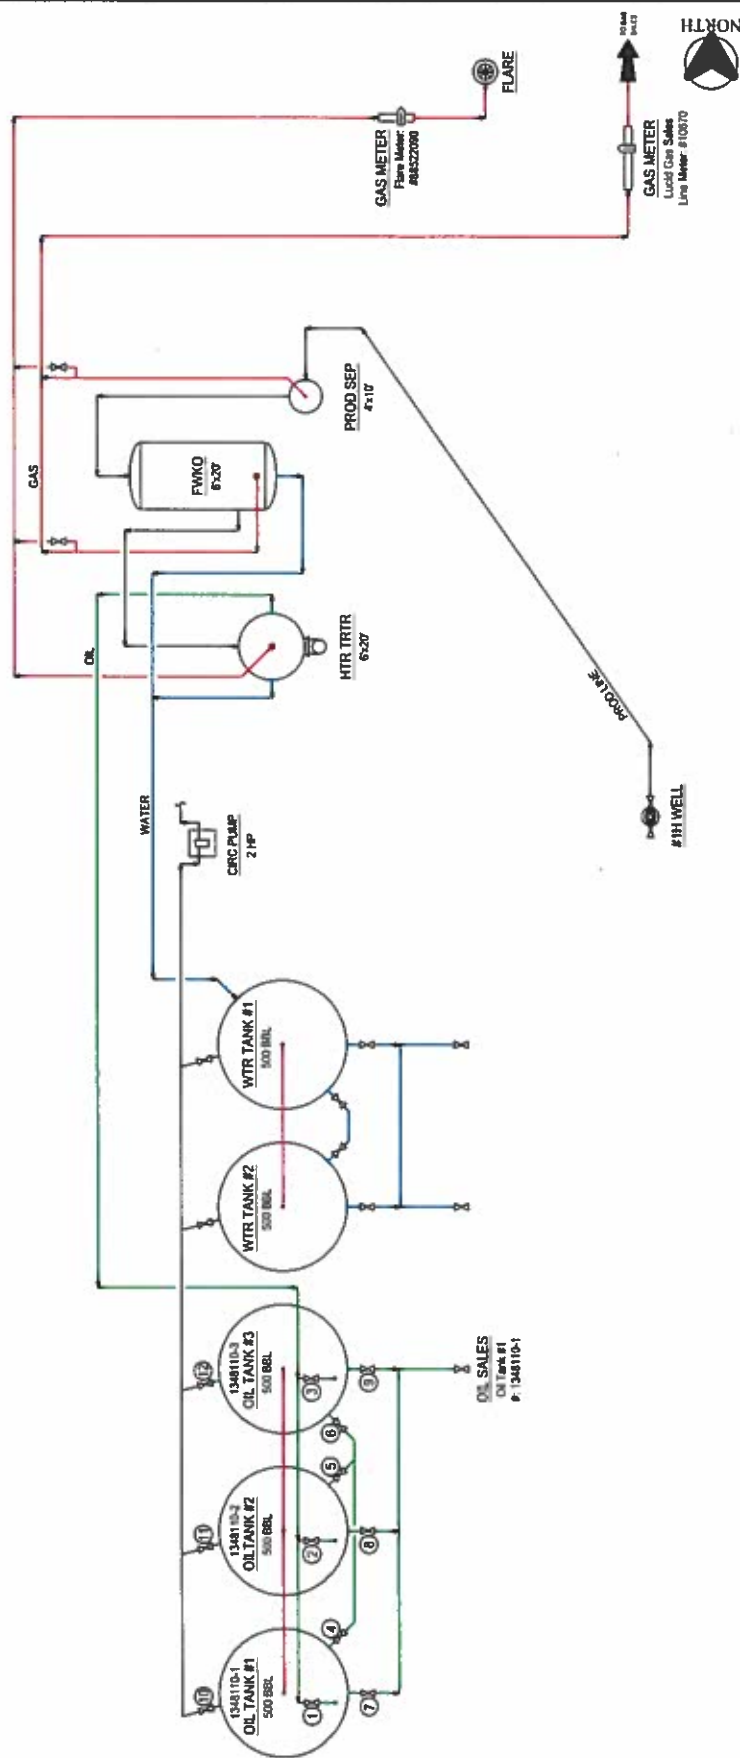 NORTH
TO GAS
SALES
FLARE
GAS METER
Flare Meter:
#88522090
GAS METER
Lucid Gas Sales
Line Meter: #10670
GAS
PROD SEP
4'x10'
FWKO
6'x20'
HTR TRTR
6'x20'
OIL
WATER
PROD LINE
#1H WELL
CIRC PUMP
2 HP
WTR TANK #1
500 BBL
WTR TANK #2
500 BBL
1348110-3
OIL TANK #3
500 BBL
12
3
6
9
OIL SALES
Oil Tank #1
#: 1348110-1
1348110-2
OIL TANK #2
500 BBL
11
2
5
8
1348110-1
OIL TANK #1
500 BBL
10
1
4
7